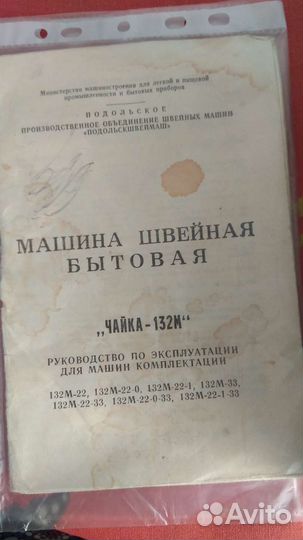 Министерство машиностроения для легкой и пищевой
промышленности и бытовых приборов
ПОДОЛЬСКОЕ
ПРОИЗВОДСТВЕННОЕ ОБЪЕДИНЕНИЕ ШВЕЙНЫХ МАШИН
«ПОДОЛЬСКШВЕЙМАШ»
МАШИНА ШВЕЙНАЯ
БЫТОВАЯ
„ЧАЙКА-132М“
РУКОВОДСТВО ПО ЭКСПЛУАТАЦИИ
ДЛЯ МАШИН КОМПЛЕКТАЦИИ
132М-22, 132М-22-0, 132М-22-1, 132М-33,
132М-22-33, 132М-22-0-33, 132М-22-1-33
Avito